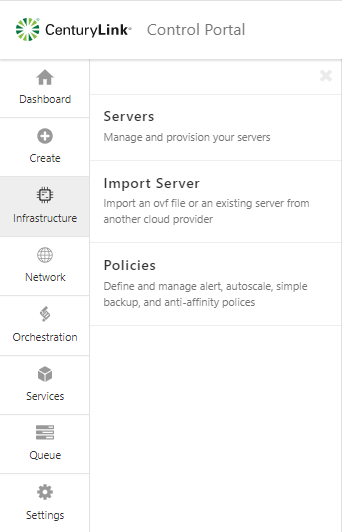 CenturyLink® Control Portal
Dashboard
Create
Infrastructure
Network
Orchestration
Services
Queue
Settings
Servers
Manage and provision your servers
Import Server
Import an ovf file or an existing server from
another cloud provider
Policies
Define and manage alert, autoscale, simple
backup, and anti-affinity polices